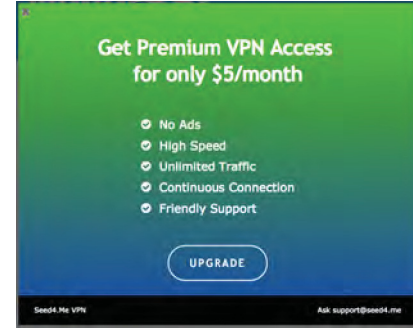 Get Premium VPN Access
for only $5/month
No Ads
High Speed
Unlimited Traffic
Continuous Connection
Friendly Support
UPGRADE
Seed4.Me VPN
Ask support@seed4.me